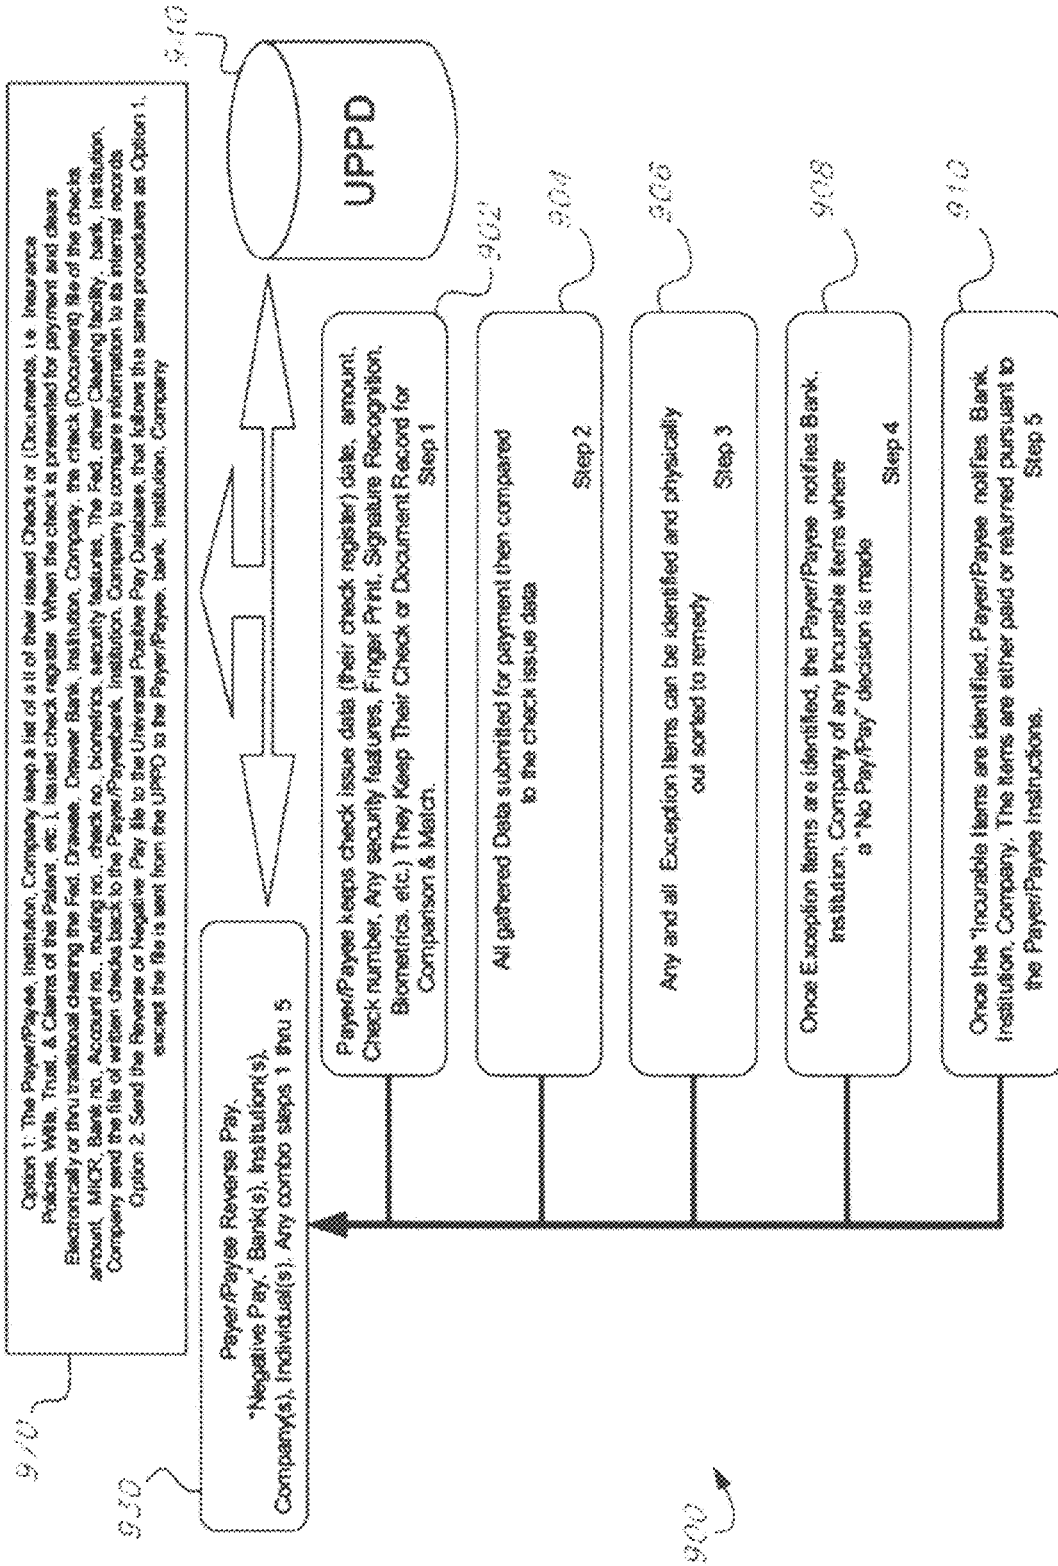 970
Option 1: The Payer/Payee, Institution, Company keep a list of all of their issued Checks or (Documents, i.e. Insurance
Policies, Wills, Trust, & Claims of this Patent, etc.), issued check register. When the check is presented for payment and clears
Electronically or thru traditional clearing the Fed, Drawee, Drawer Bank, Institution, Company, the check (Document) file of the checks
amount, MICR, Bank no, Account no., routing no., check no., biometrics, security features, The Fed, other Clearing facility, bank, Institution,
Company send the file of written checks back to the Payer/Payeebank, Institution, Company to compare information to its internal records
Option 2: Send the Reverse or Negative Pay file to the Universal Positive Pay Database, that follows the same procedures as Option 1,
except the file is sent from the UPPD to the Payer/Payee, bank, Institution, Company
930
Payer/Payee Reverse Pay,
"Negative Pay." Bank(s), Institution(s),
Company(s), Individual(s). Any combo steps 1 thru 5
940
UPPD
902
Payer/Payee keeps check issue data (their check register) date, amount,
Check number, Any security features, Finger Print, Signature Recognition,
Biometrics, etc.) They Keep Their Check or Document Record for
Comparison & Match. Step 1
904
All gathered Data submitted for payment then compared
to the check issue data
Step 2
906
Any and all Exception Items can be identified and physically
out sorted to remedy
Step 3
908
Once Exception Items are identified, the Payer/Payee notifies Bank,
Institution, Company of any Incurable Items where
a "No Pay/Pay" decision is made
Step 4
910
Once the "Incurable Items are identified, Payer/Payee notifies Bank,
Institution, Company, The Items are either paid or returned pursuant to
the Payer/Payee Instructions. Step 5
900